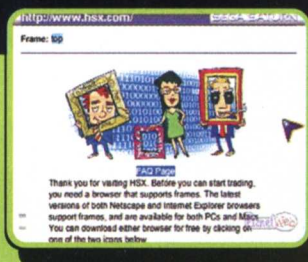 http://www.hsx.com/
SEGA SATURN
Frame: top
FAQ Page
Thank you for visiting HSX. Before you can start trading,
you need a browser that supports frames. The latest
versions of both Netscape and Internet Explorer browsers
support frames, and are available for both PCs and Macs.
You can download either browser for free by clicking on
one of the two icons below
PlanetWeb